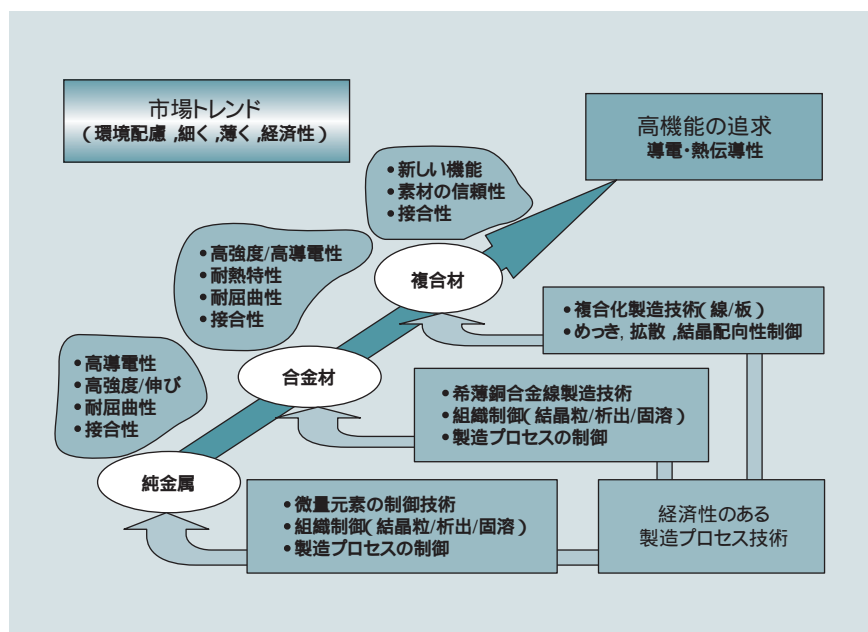 市場トレンド
(環境配慮,細く,薄く,経済性)
高機能の追求
導電・熱伝導性
•新しい機能
•素材の信頼性
•接合性
•高強度/高導電性
•耐熱特性
•耐屈曲性
•接合性
複合材
•複合化製造技術(線/板)
•めっき,拡散,結晶配向性制御
•高導電性
•高強度/伸び
•耐屈曲性
•接合性
合金材
•希薄銅合金線製造技術
•組織制御(結晶粒/析出/固溶)
•製造プロセスの制御
純金属
•微量元素の制御技術
•組織制御(結晶粒/析出/固溶)
•製造プロセスの制御
経済性のある
製造プロセス技術